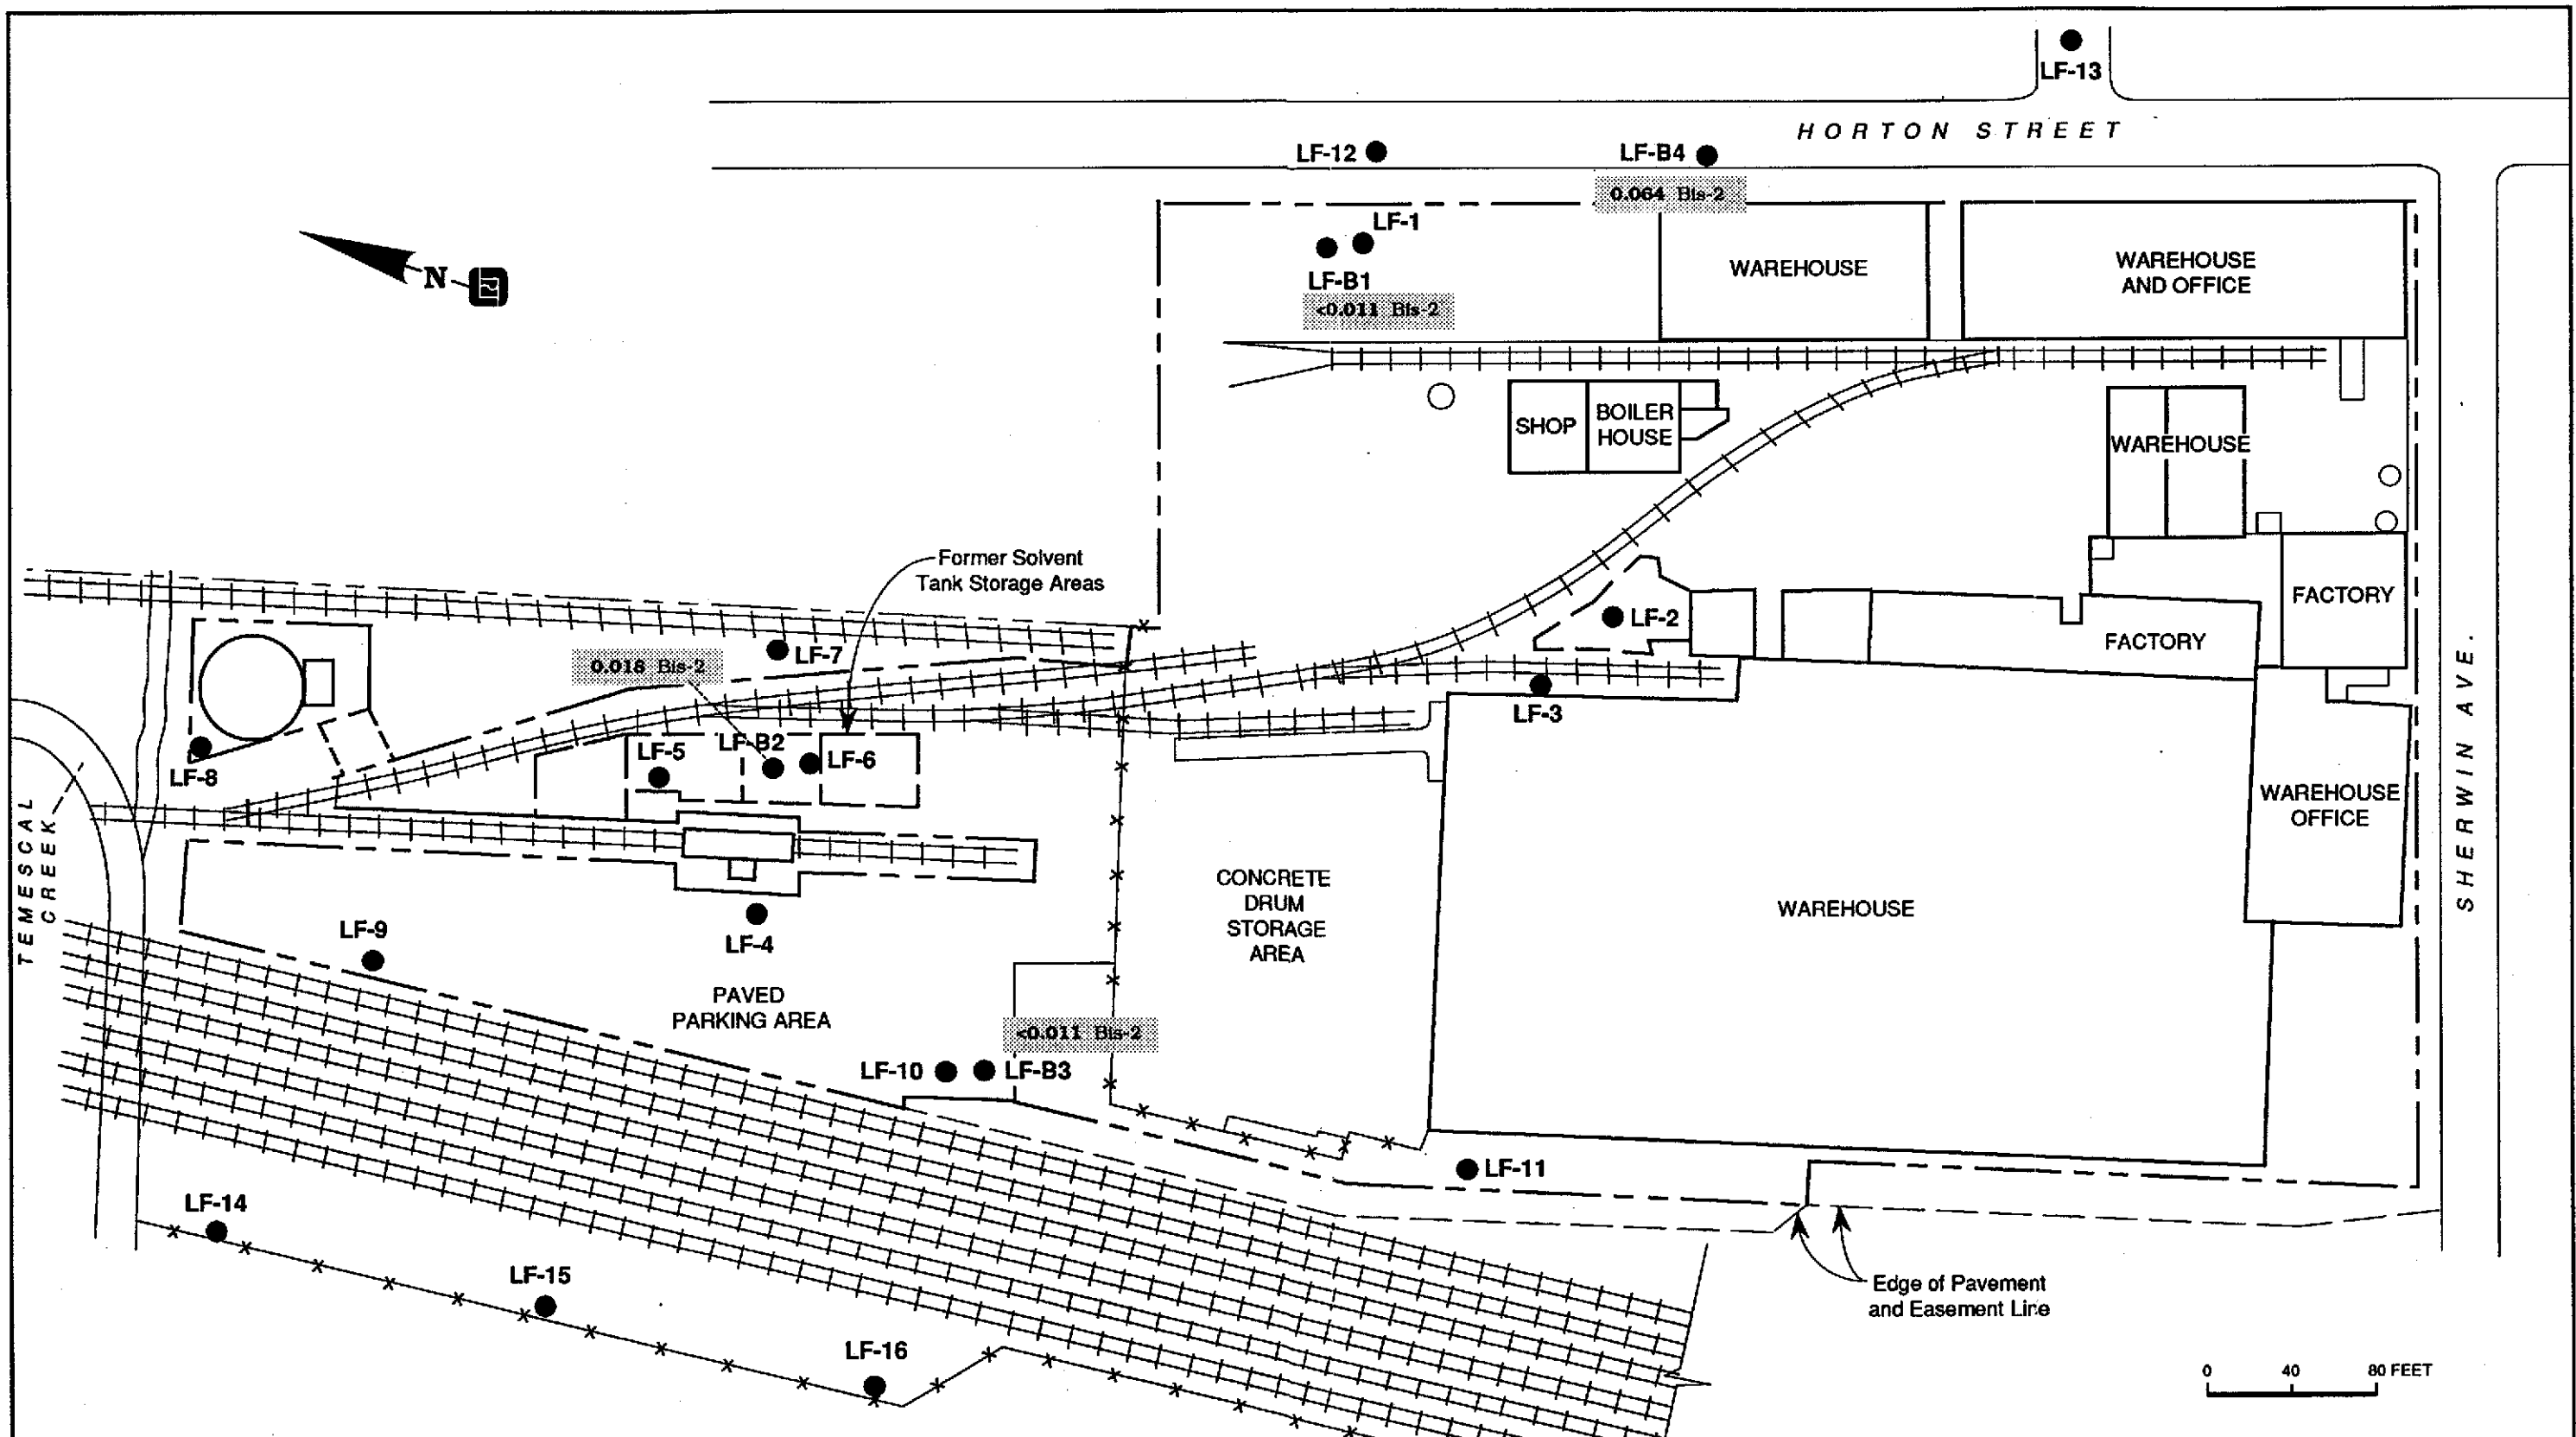 LF-13
HORTON STREET
LF-12
LF-B4
0.064 Bis-2
LF-1
LF-B1
<0.011 Bis-2
N
WAREHOUSE
WAREHOUSE
AND OFFICE
SHOP
BOILER
HOUSE
WAREHOUSE
Former Solvent
Tank Storage Areas
FACTORY
LF-2
FACTORY
LF-7
0.018 Bis-2
LF-3
LF-B2
LF-5
LF-6
LF-8
TEMESCAL
CREEK
WAREHOUSE
OFFICE
SHERWIN AVE.
CONCRETE
DRUM
STORAGE
AREA
WAREHOUSE
LF-9
LF-4
PAVED
PARKING AREA
<0.011 Bis-2
LF-10
LF-B3
LF-11
LF-14
LF-15
LF-16
Edge of Pavement
and Easement Line
0 40 80 FEET